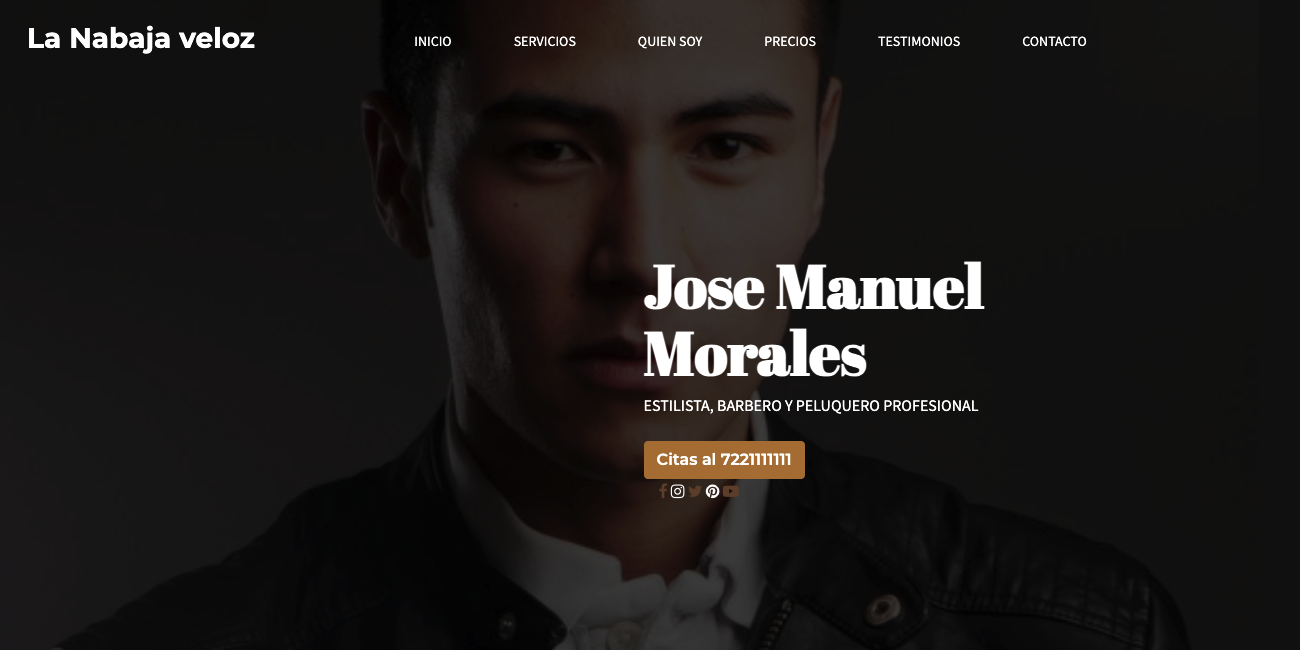 La Nabaja veloz
INICIO SERVICIOS QUIEN SOY PRECIOS TESTIMONIOS CONTACTO
Jose Manuel
Morales
ESTILISTA, BARBERO Y PELUQUERO PROFESIONAL
Citas al 7221111111